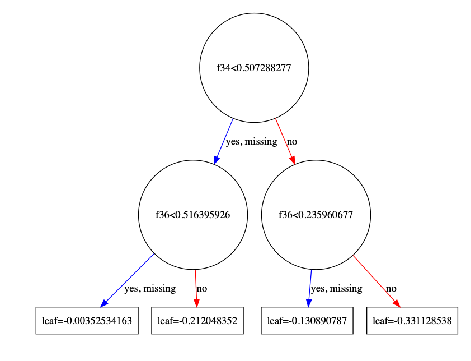 f34<0.507288277
yes, missing
no
f36<0.516395926
f36<0.235960677
yes, missing
no
yes, missing
no
leaf=-0.00352534163
leaf=-0.212048352
leaf=-0.130890787
leaf=-0.331128538